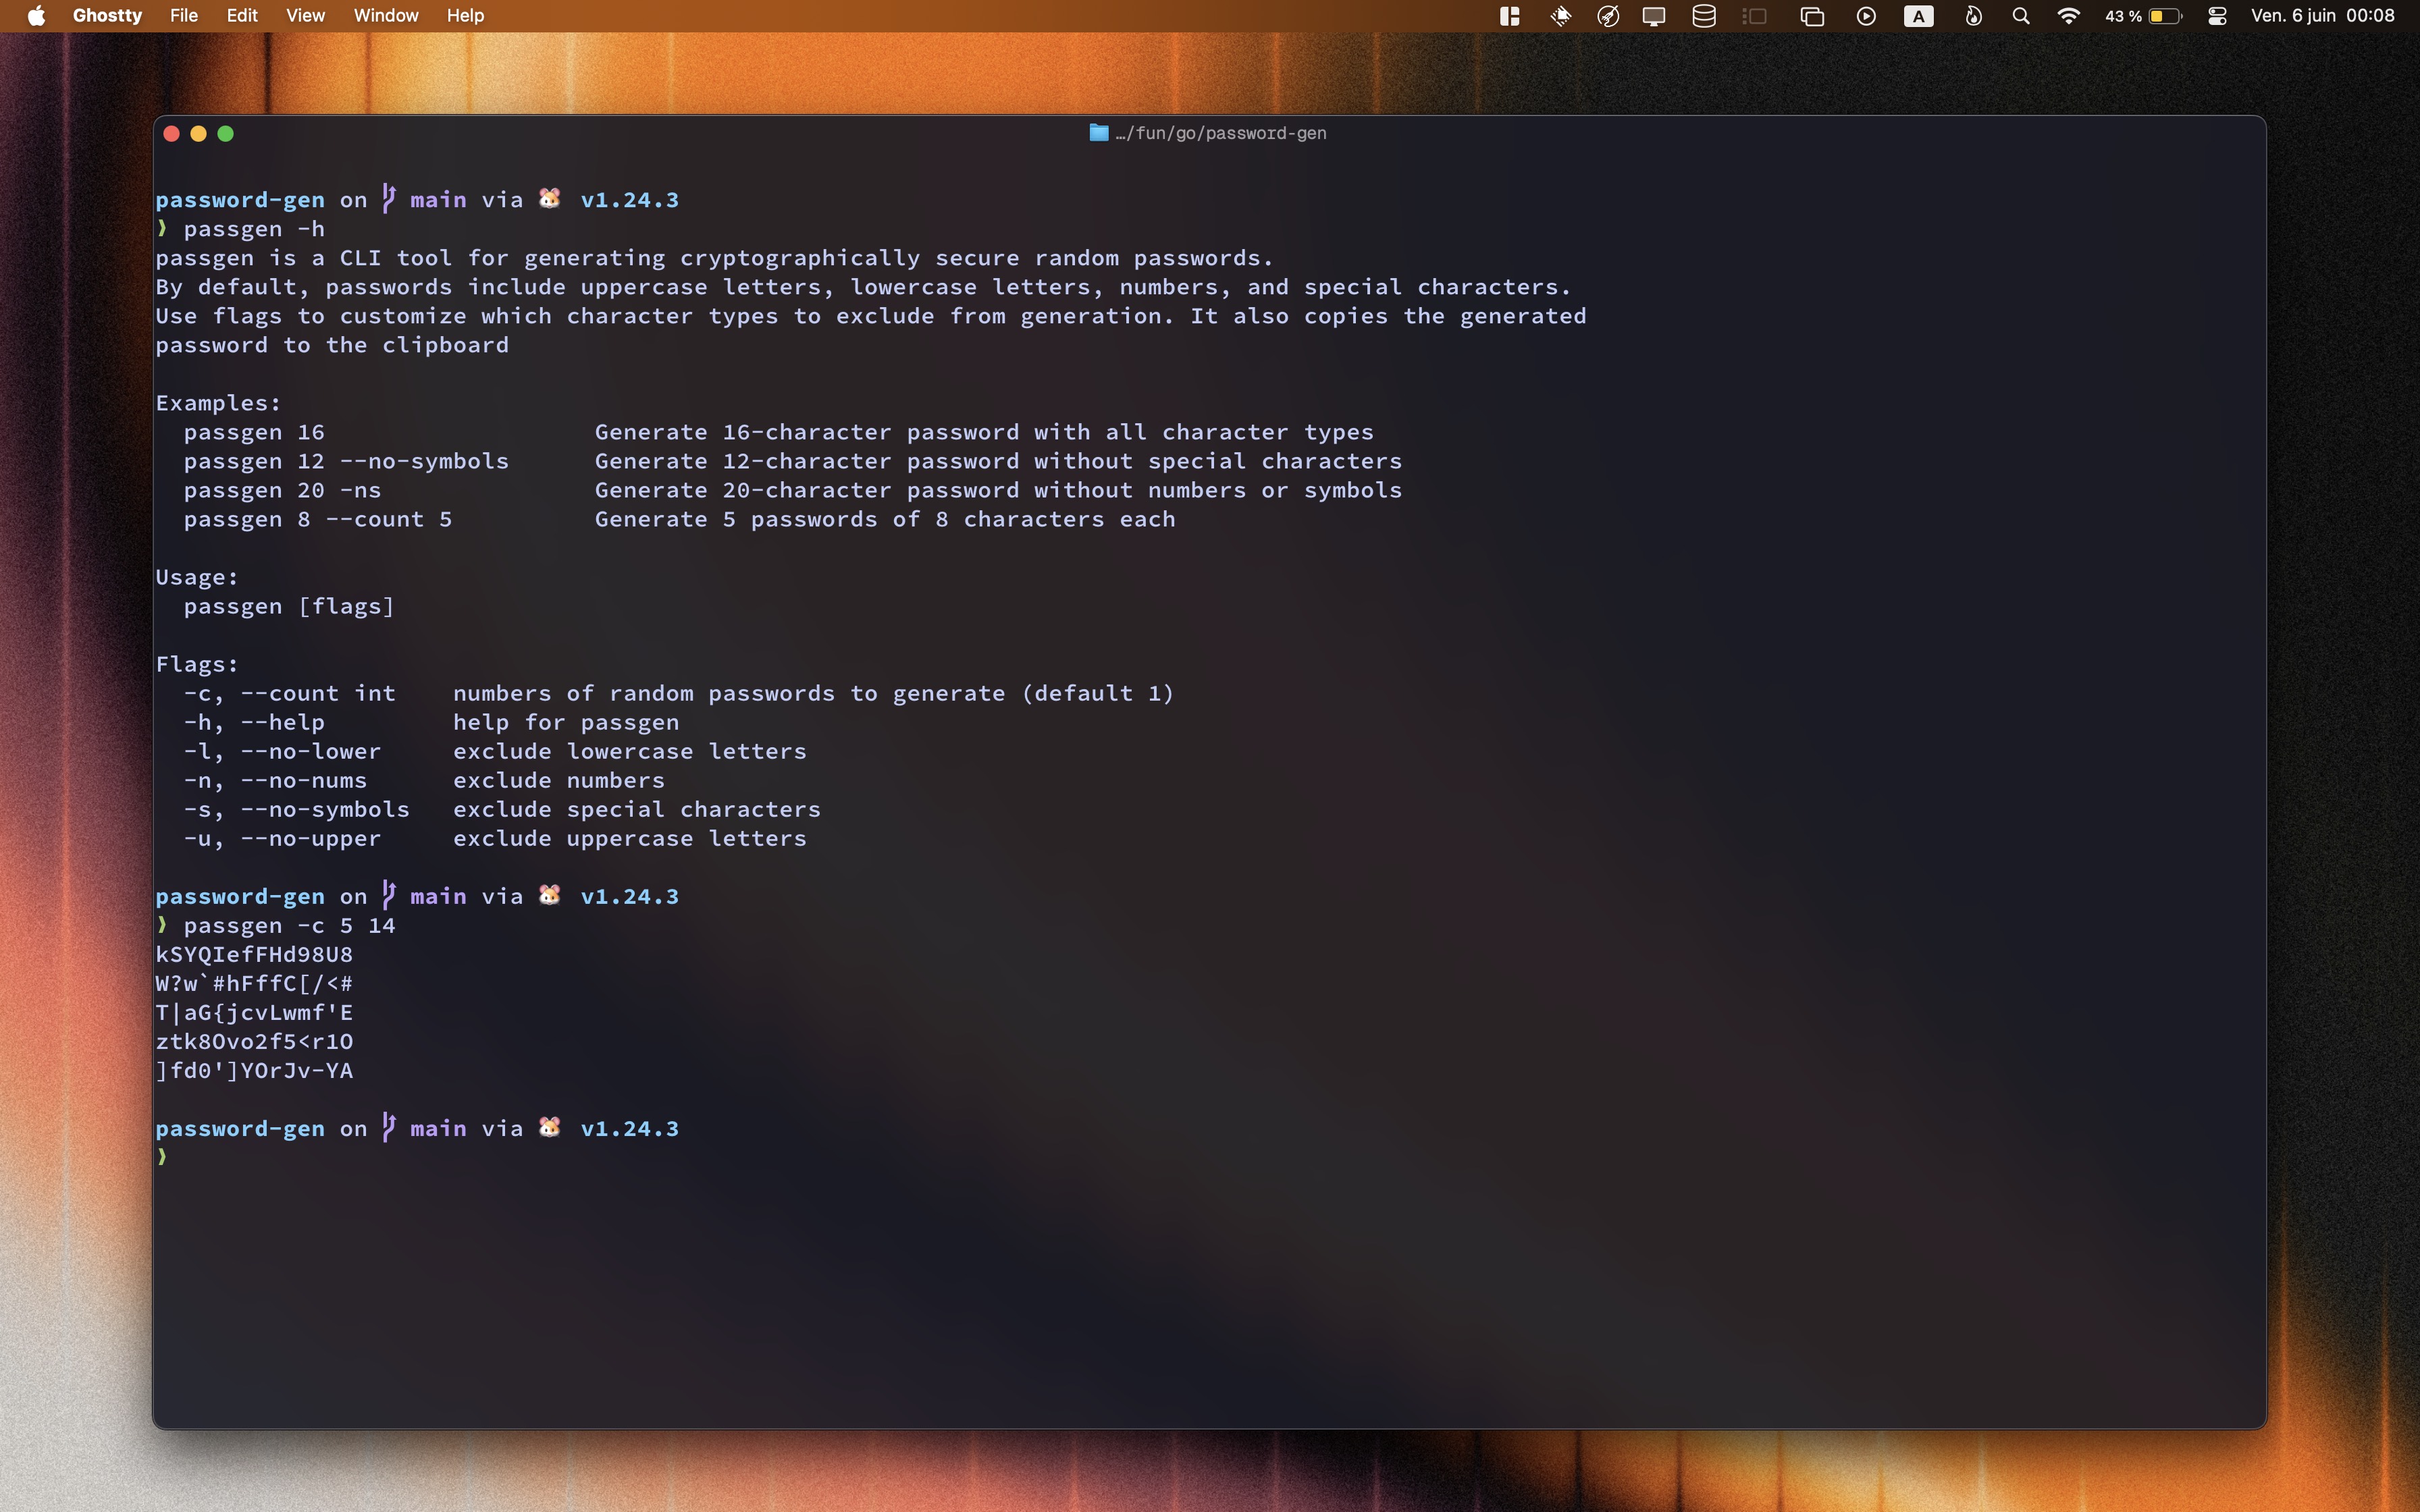 Ghostty File Edit View Window Help A 43 % Ven. 6 juin 00:08
…/fun/go/password-gen
password-gen on main via v1.24.3
❫ passgen -h
passgen is a CLI tool for generating cryptographically secure random passwords.
By default, passwords include uppercase letters, lowercase letters, numbers, and special characters.
Use flags to customize which character types to exclude from generation. It also copies the generated
password to the clipboard
Examples:
  passgen 16                   Generate 16-character password with all character types
  passgen 12 --no-symbols      Generate 12-character password without special characters
  passgen 20 -ns               Generate 20-character password without numbers or symbols
  passgen 8 --count 5          Generate 5 passwords of 8 characters each
Usage:
  passgen [flags]
Flags:
  -c, --count int    numbers of random passwords to generate (default 1)
  -h, --help         help for passgen
  -l, --no-lower     exclude lowercase letters
  -n, --no-nums      exclude numbers
  -s, --no-symbols   exclude special characters
  -u, --no-upper     exclude uppercase letters
password-gen on main via v1.24.3
❫ passgen -c 5 14
kSYQIefFHd98U8
W?w`#hFffC[/<#
T|aG{jcvLwmf'E
ztk8Ovo2f5<r1O
]fd0']YOrJv-YA
password-gen on main via v1.24.3
❫